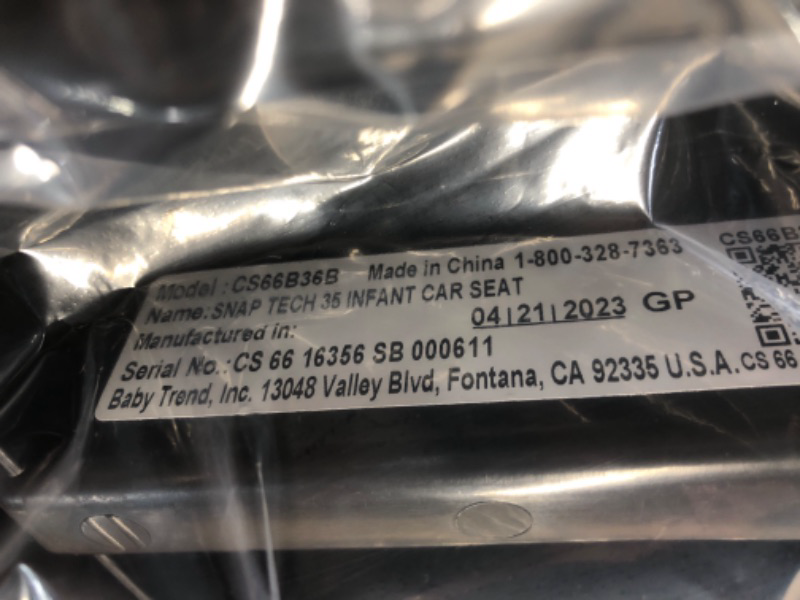 Model : CS66B36B Made in China 1-800-328-7363
Name: SNAP TECH 35 INFANT CAR SEAT
Manufactured in: 04|21|2023 GP
Serial No.: CS 66 16356 SB 000611
Baby Trend, Inc. 13048 Valley Blvd, Fontana, CA 92335 U.S.A.
CS66B
CS 66